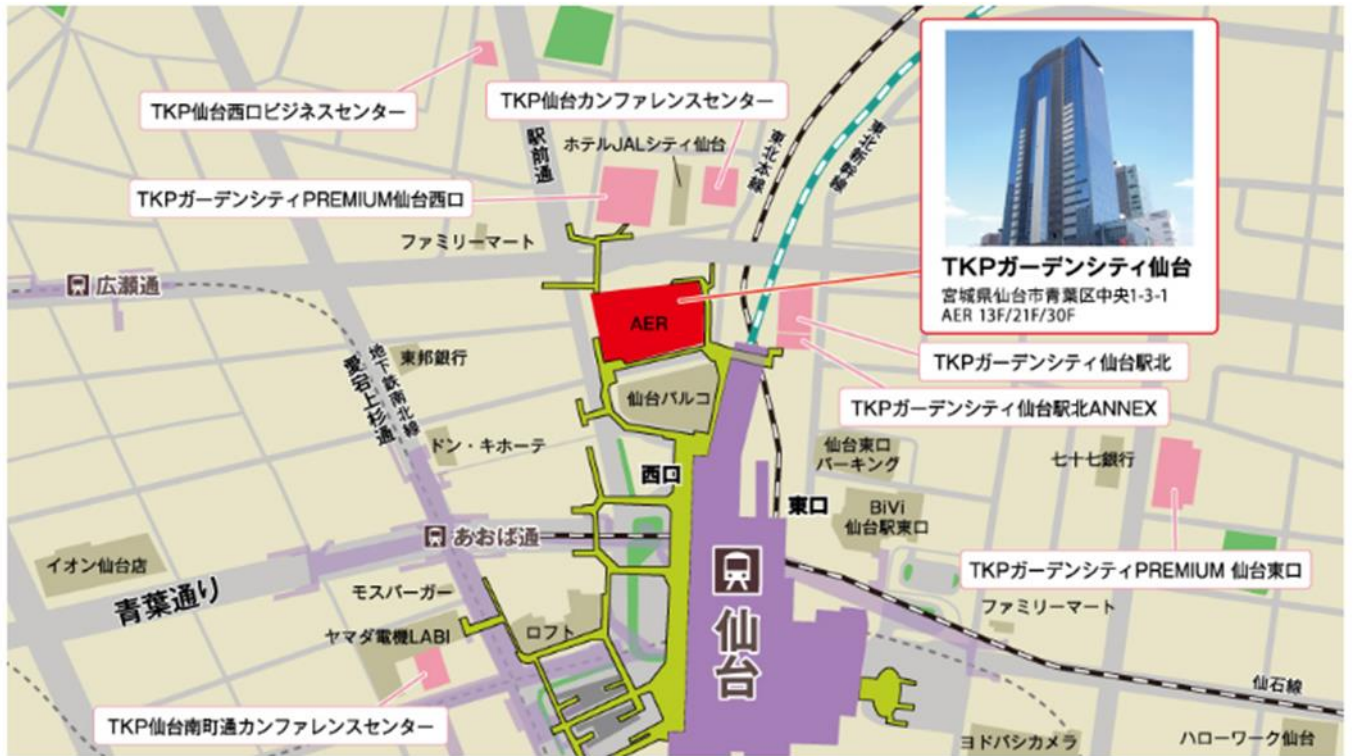 TKP仙台西口ビジネスセンター
TKP仙台カンファレンスセンター
駅前通
ホテルJALシティ仙台
東北本線
東北新幹線
TKPガーデンシティPREMIUM仙台西口
ファミリーマート
TKPガーデンシティ仙台
宮城県仙台市青葉区中央1-3-1
AER 13F/21F/30F
広瀬通
AER
地下鉄南北線
愛宕上杉通
東邦銀行
TKPガーデンシティ仙台駅北
仙台パルコ
TKPガーデンシティ仙台駅北ANNEX
ドン・キホーテ
西口
仙台東口
パーキング
七十七銀行
東口
BiVi
仙台駅東口
あおば通
イオン仙台店
青葉通り
モスバーガー
TKPガーデンシティPREMIUM 仙台東口
ファミリーマート
ヤマダ電機LABI
ロフト
仙台
仙石線
TKP仙台南町通カンファレンスセンター
ヨドバシカメラ
ハローワーク仙台